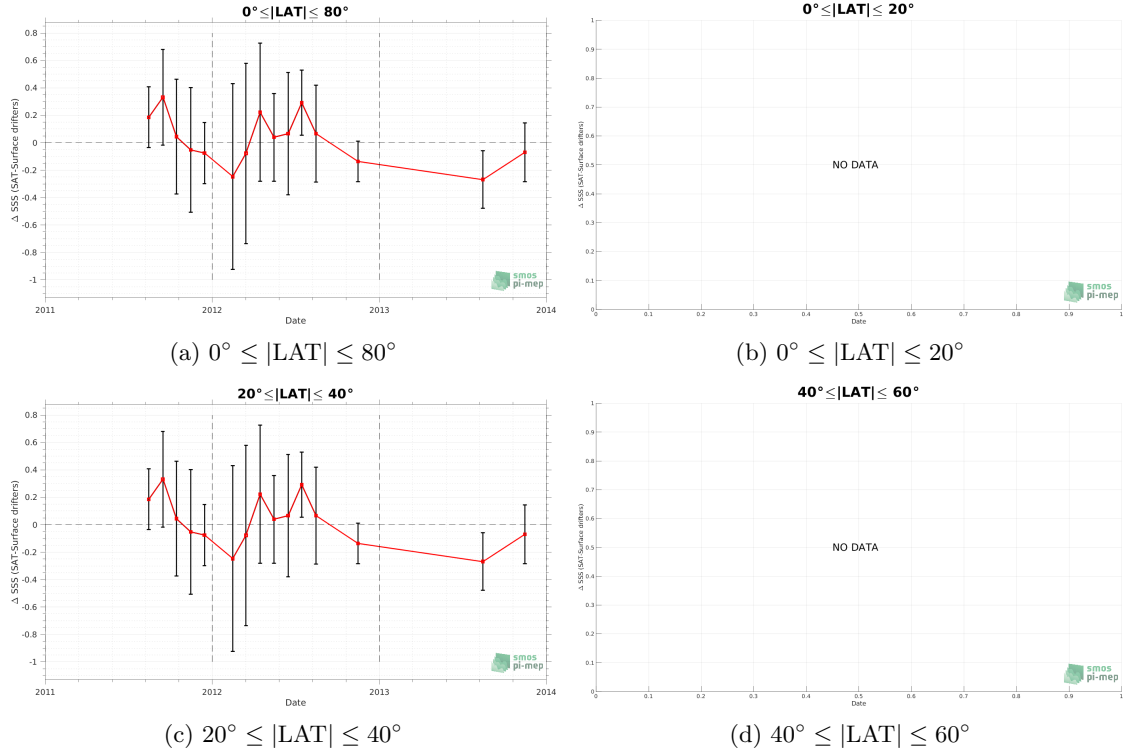 0°≤|LAT|≤ 80°
0.8
0.6
0.4
0.2
0
-0.2
-0.4
-0.6
-0.8
-1
Δ SSS (SAT-Surface drifters)
2011 2012 2013 2014
Date
smos
pi-mep
(a) 0° ≤ |LAT| ≤ 80°
0°≤|LAT|≤ 20°
1
0.9
0.8
0.7
0.6
0.5
0.4
0.3
0.2
0.1
0
Δ SSS (SAT-Surface drifters)
NO DATA
0 0.1 0.2 0.3 0.4 0.5 0.6 0.7 0.8 0.9 1
Date
smos
pi-mep
(b) 0° ≤ |LAT| ≤ 20°
20°≤|LAT|≤ 40°
0.8
0.6
0.4
0.2
0
-0.2
-0.4
-0.6
-0.8
-1
Δ SSS (SAT-Surface drifters)
2011 2012 2013 2014
Date
smos
pi-mep
(c) 20° ≤ |LAT| ≤ 40°
40°≤|LAT|≤ 60°
1
0.9
0.8
0.7
0.6
0.5
0.4
0.3
0.2
0.1
0
Δ SSS (SAT-Surface drifters)
NO DATA
0 0.1 0.2 0.3 0.4 0.5 0.6 0.7 0.8 0.9 1
Date
smos
pi-mep
(d) 40° ≤ |LAT| ≤ 60°